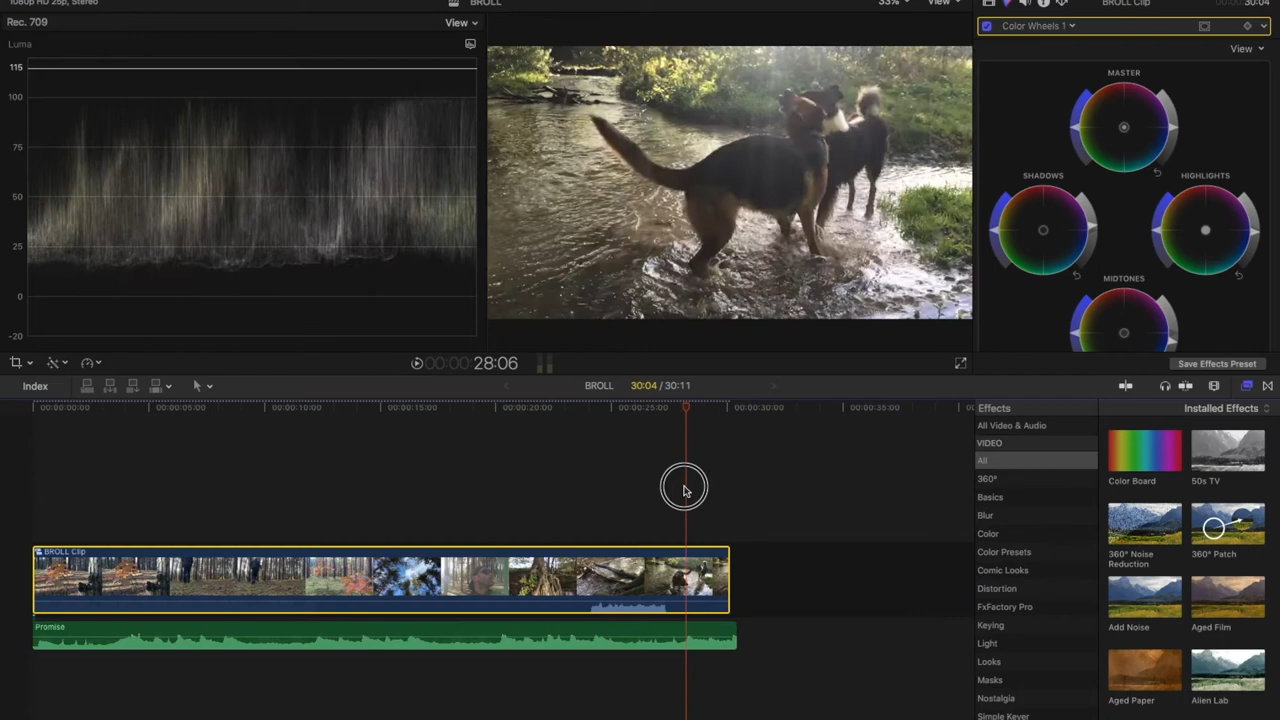 1080p HD 25p, Stereo
BROLL
33%
View
BROLL Clip
30:04
Rec. 709
View
Luma
115
100
75
50
25
0
-20
Color Wheels 1
View
MASTER
SHADOWS
HIGHLIGHTS
MIDTONES
00:00:28:06
Save Effects Preset
Index
BROLL
30:04 / 30:11
00:00:00:00
00:00:05:00
00:00:10:00
00:00:15:00
00:00:20:00
00:00:25:00
00:00:30:00
00:00:35:00
BROLL Clip
Promise
Effects
Installed Effects
All Video & Audio
VIDEO
All
360°
Basics
Blur
Color
Color Presets
Comic Looks
Distortion
FxFactory Pro
Keying
Light
Looks
Masks
Nostalgia
Simple Keyer
Color Board
50s TV
360° Noise
Reduction
360° Patch
Add Noise
Aged Film
Aged Paper
Alien Lab